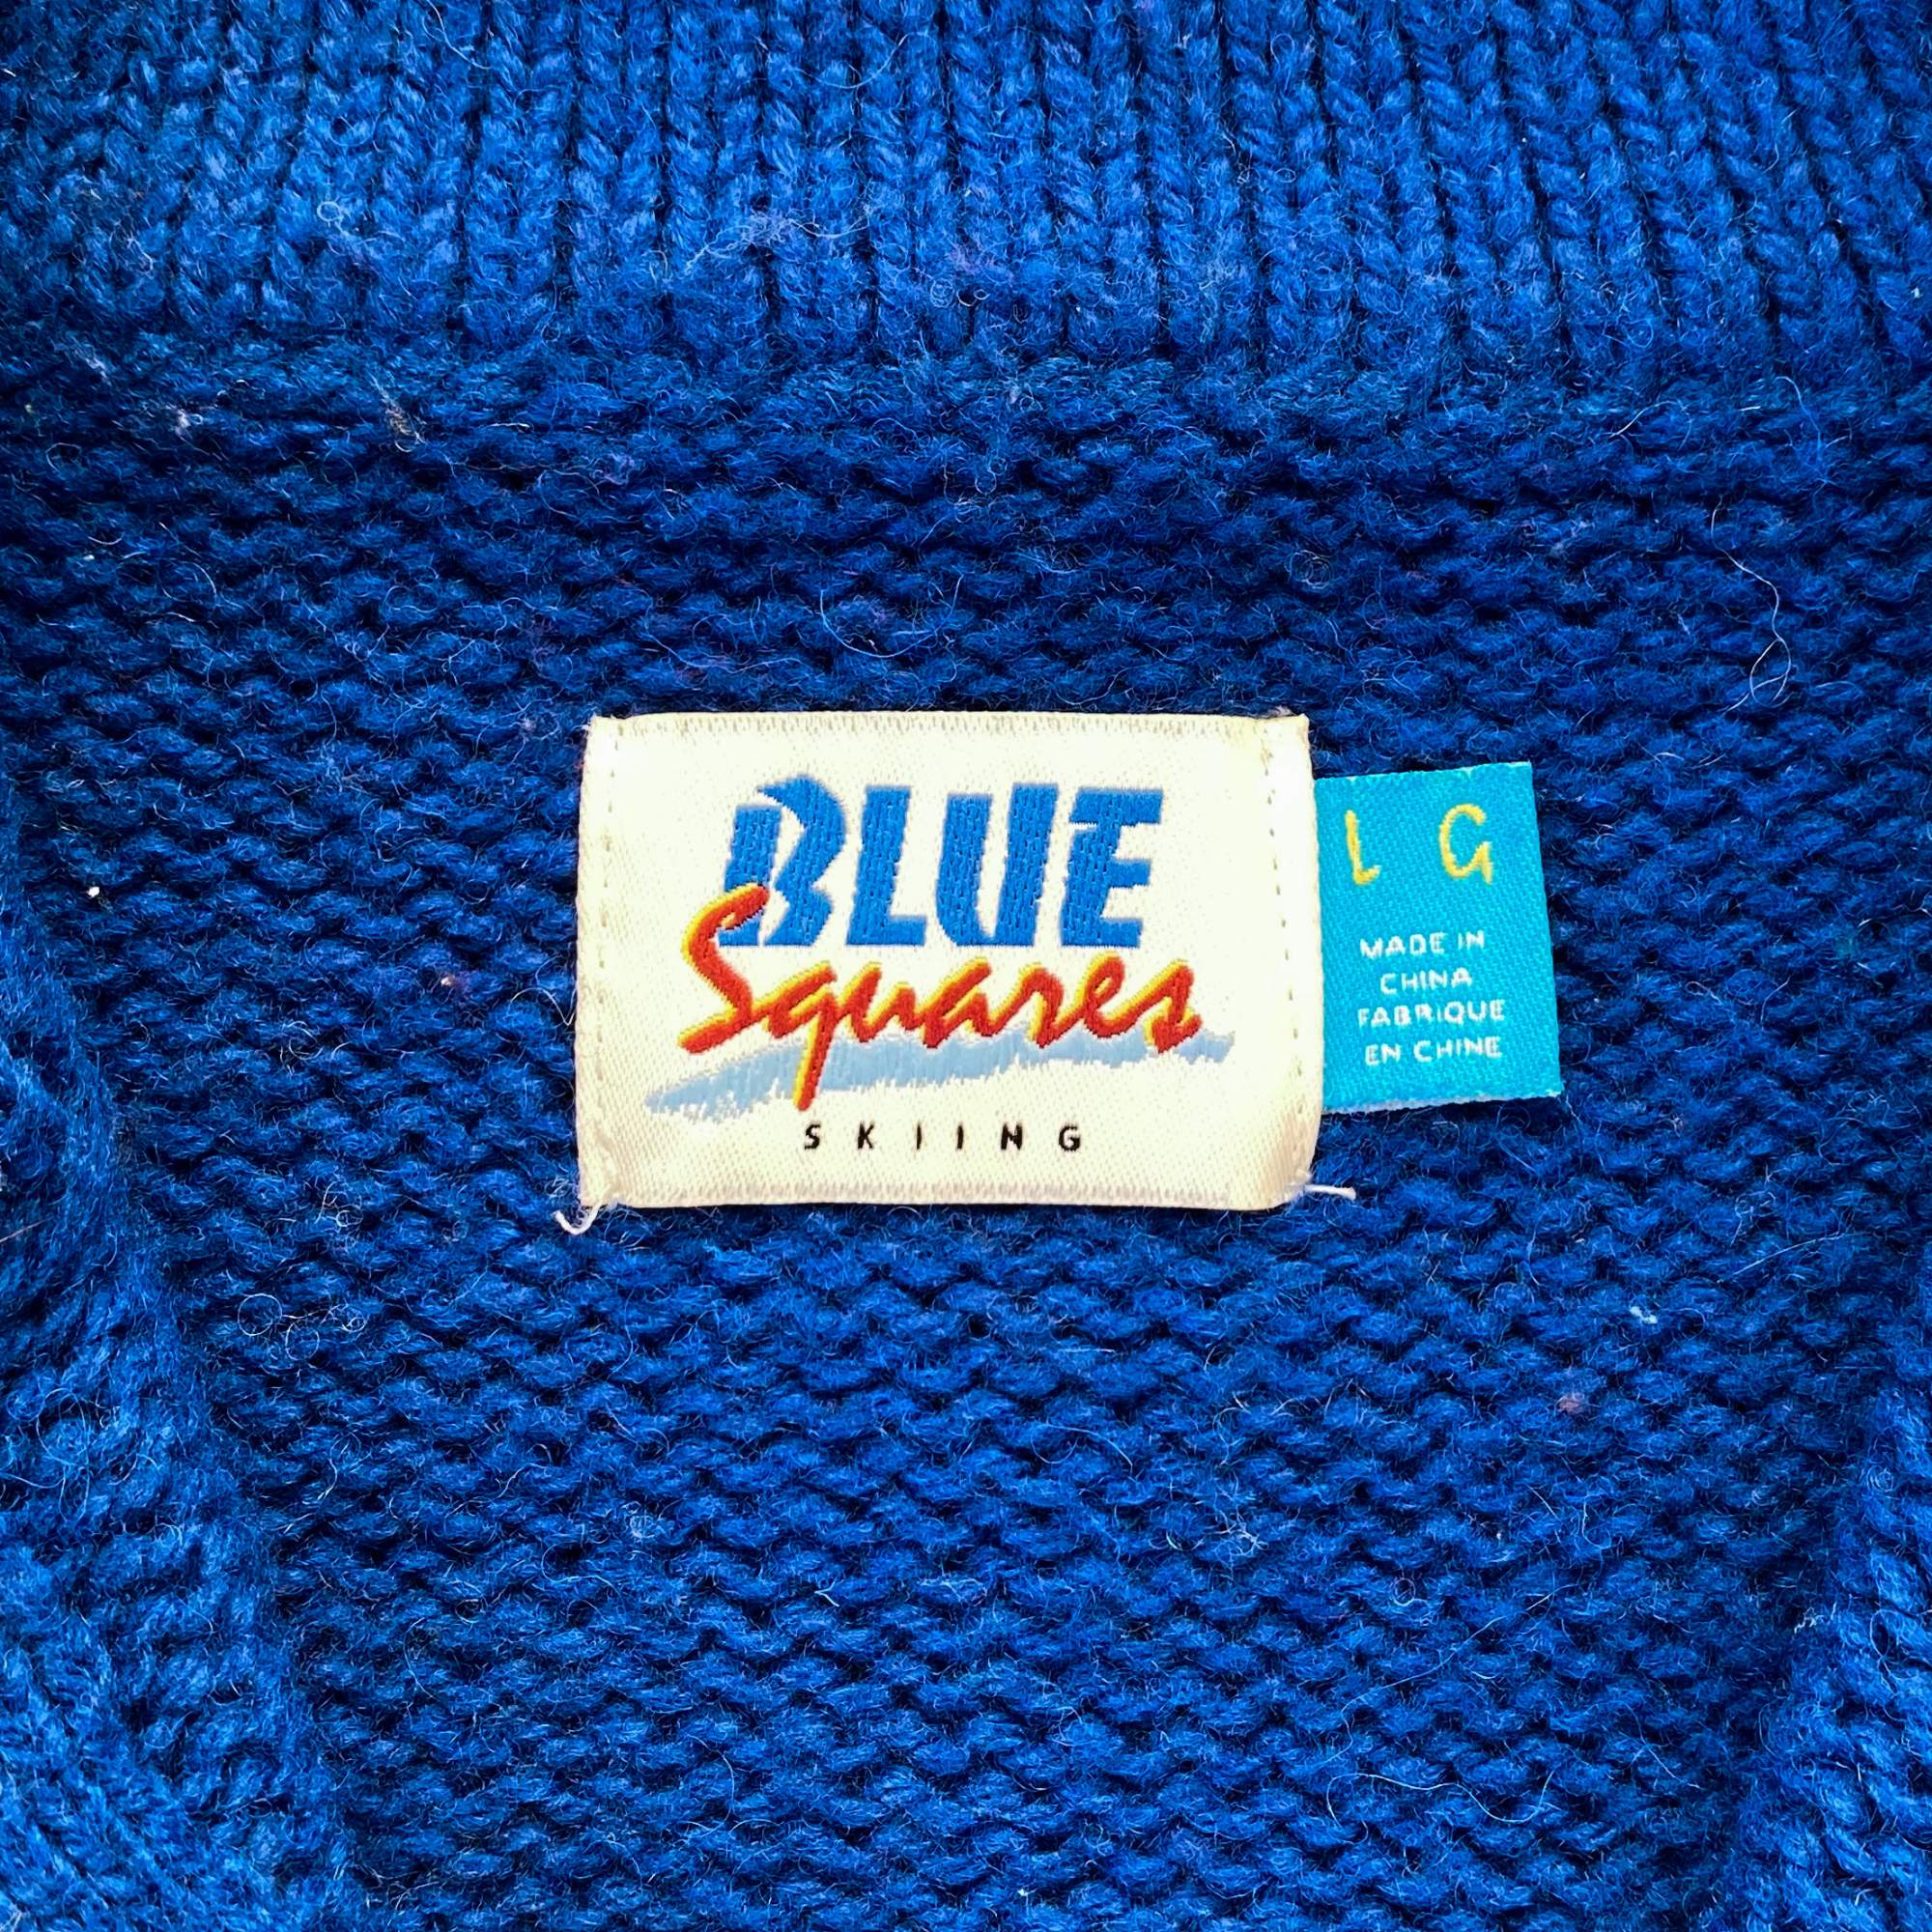 BLUE
Squares
SKIING
L G
MADE IN
CHINA
FABRIQUE
EN CHINE